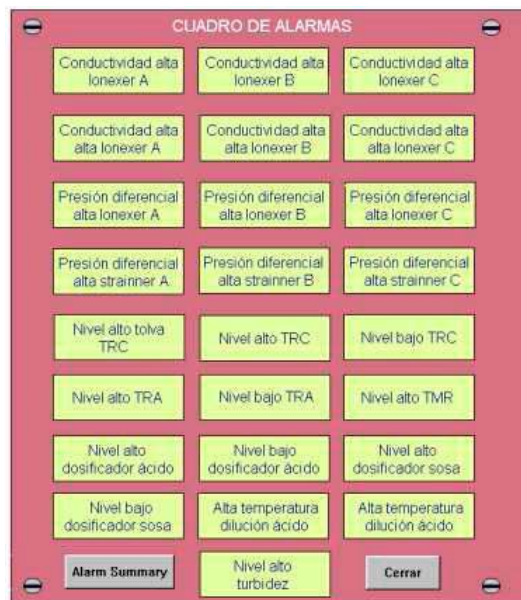 CUADRO DE ALARMAS
Conductividad alta
Ionexer A
Conductividad alta
Ionexer B
Conductividad alta
Ionexer C
Conductividad alta
alta Ionexer A
Conductividad alta
alta Ionexer B
Conductividad alta
alta Ionexer C
Presión diferencial
alta Ionexer A
Presión diferencial
alta Ionexer B
Presión diferencial
alta Ionexer C
Presión diferencial
alta strainner A
Presión diferencial
alta strainner B
Presión diferencial
alta strainner C
Nivel alto tolva
TRC
Nivel alto TRC
Nivel bajo TRC
Nivel alto TRA
Nivel bajo TRA
Nivel alto TMR
Nivel alto
dosificador ácido
Nivel bajo
dosificador ácido
Nivel alto
dosificador sosa
Nivel bajo
dosificador sosa
Alta temperatura
dilución ácido
Alta temperatura
dilución ácido
Alarm Summary
Nivel alto
turbidez
Cerrar